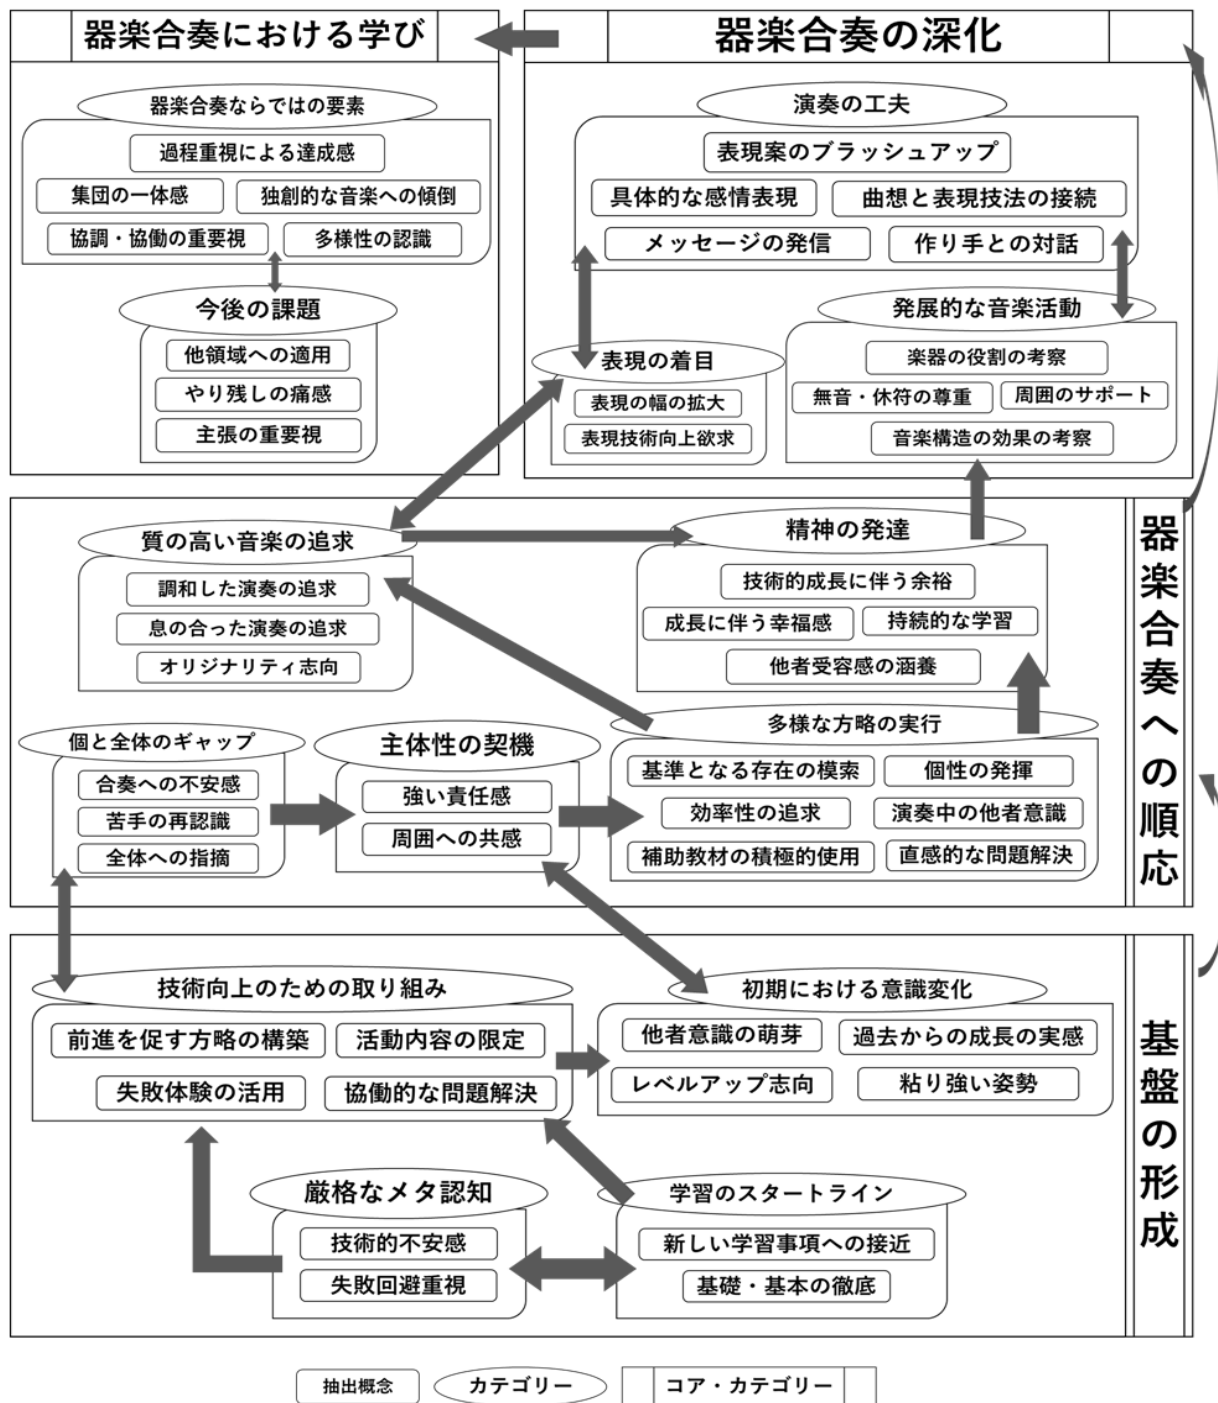 器楽合奏における学び
器楽合奏ならではの要素
過程重視による達成感
集団の一体感
独創的な音楽への傾倒
協調・協働の重要視
多様性の認識
今後の課題
他領域への適用
やり残しの痛感
主張の重要視
器楽合奏の深化
演奏の工夫
表現案のブラッシュアップ
具体的な感情表現
曲想と表現技法の接続
メッセージの発信
作り手との対話
表現の着目
表現の幅の拡大
表現技術向上欲求
発展的な音楽活動
楽器の役割の考察
無音・休符の尊重
周囲のサポート
音楽構造の効果の考察
器楽合奏への順応
質の高い音楽の追求
調和した演奏の追求
息の合った演奏の追求
オリジナリティ志向
精神の発達
技術的成長に伴う余裕
成長に伴う幸福感
持続的な学習
他者受容感の涵養
個と全体のギャップ
合奏への不安感
苦手の再認識
全体への指摘
主体性の契機
強い責任感
周囲への共感
多様な方略の実行
基準となる存在の模索
個性の発揮
効率性の追求
演奏中の他者意識
補助教材の積極的使用
直感的な問題解決
基盤の形成
技術向上のための取り組み
前進を促す方略の構築
活動内容の限定
失敗体験の活用
協働的な問題解決
初期における意識変化
他者意識の萌芽
過去からの成長の実感
レベルアップ志向
粘り強い姿勢
厳格なメタ認知
技術的不安感
失敗回避重視
学習のスタートライン
新しい学習事項への接近
基礎・基本の徹底
抽出概念
カテゴリー
コア・カテゴリー